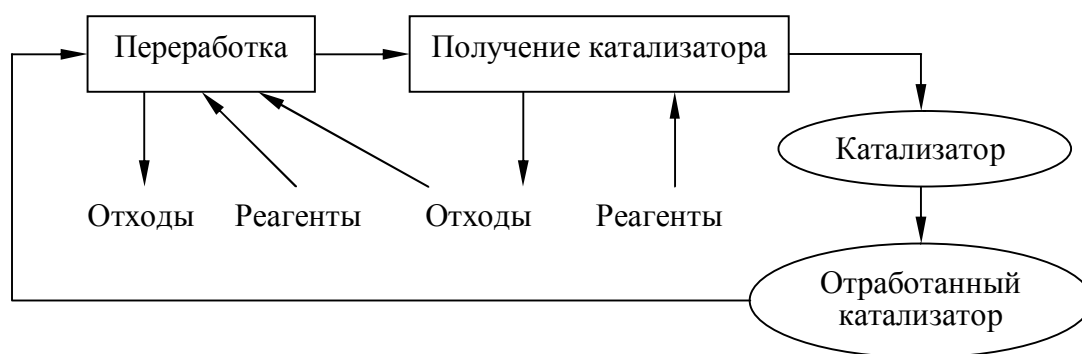 Переработка
Получение катализатора
Катализатор
Отходы
Реагенты
Отходы
Реагенты
Отработанный
катализатор